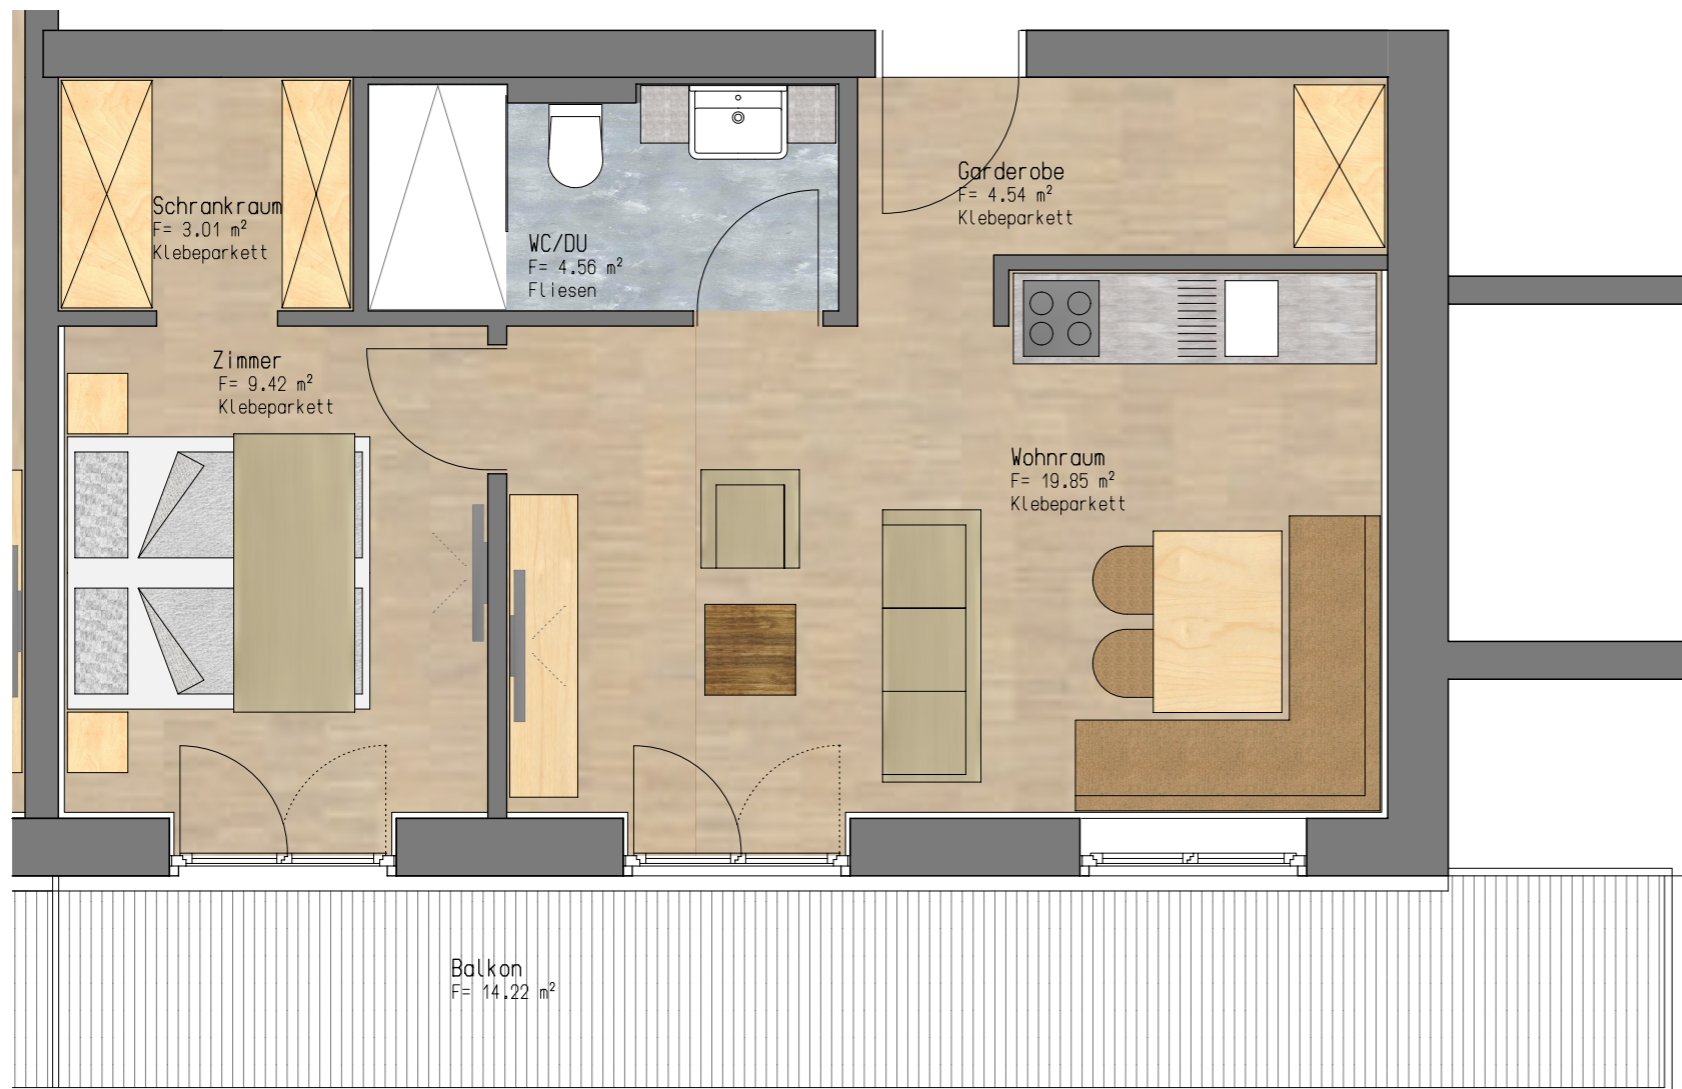 Schrankraum
F= 3.01 m²
Klebeparkett
WC/DU
F= 4.56 m²
Fliesen
Garderobe
F= 4.54 m²
Klebeparkett
Zimmer
F= 9.42 m²
Klebeparkett
Wohnraum
F= 19.85 m²
Klebeparkett
Balkon
F= 14.22 m²